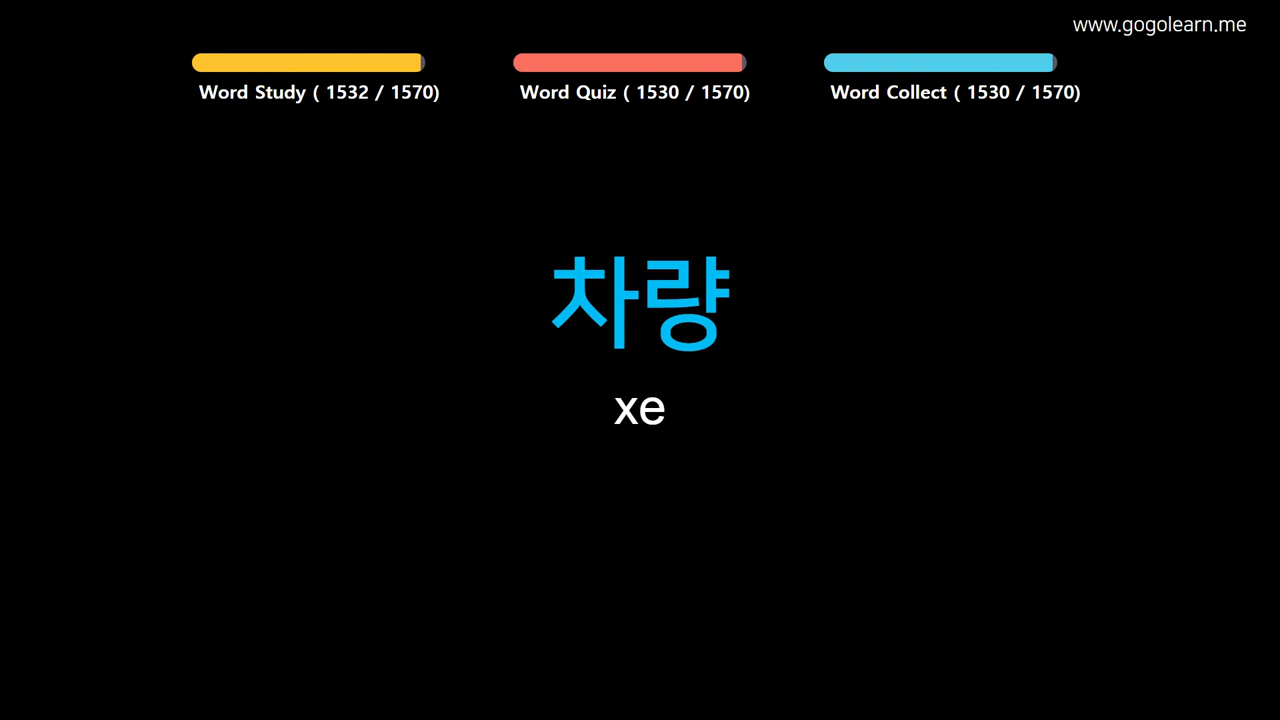 www.gogolearn.me
Word Study ( 1532 / 1570)
Word Quiz ( 1530 / 1570)
Word Collect ( 1530 / 1570)
차량
xe